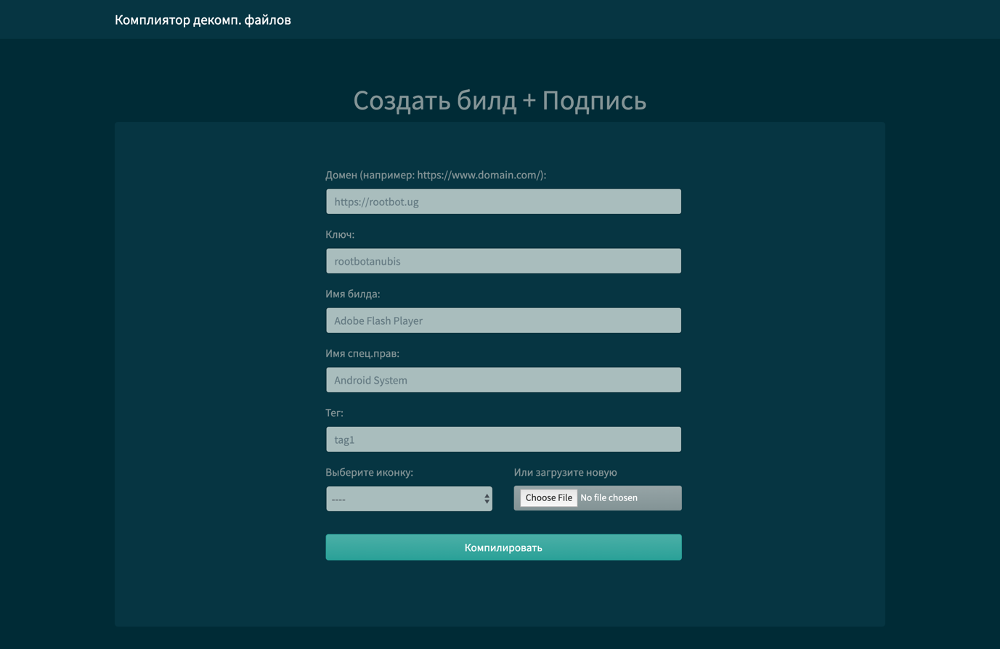 Комплиятор декомп. файлов
Создать билд + Подпись
Домен (например: https://www.domain.com/):
https://rootbot.ug
Ключ:
rootbotanubis
Имя билда:
Adobe Flash Player
Имя спец.прав:
Android System
Тег:
tag1
Выберите иконку: Или загрузите новую
---- Choose File No file chosen
Компилировать